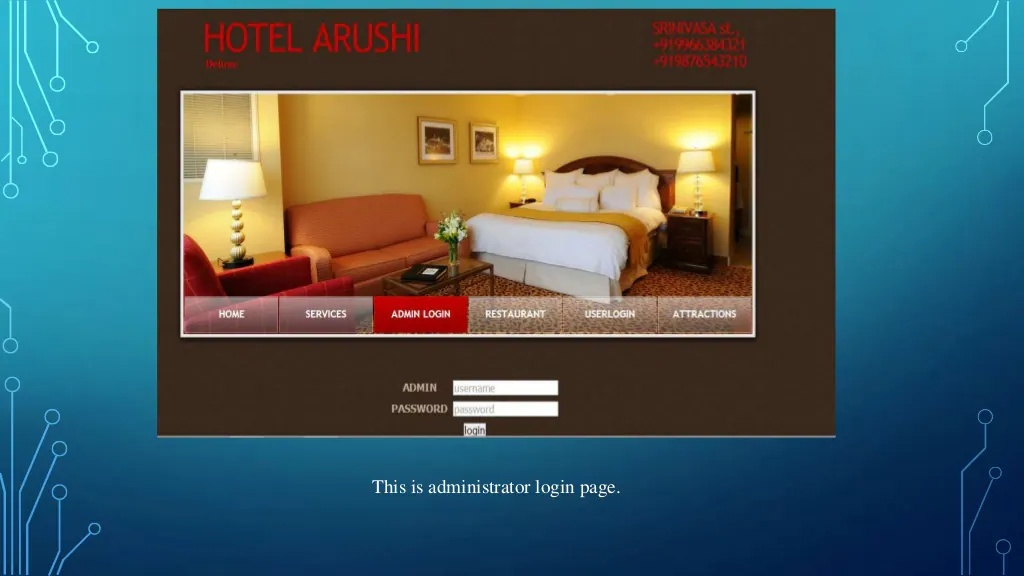 HOTEL ARUSHI
Deluxe
SRINIVASA st.,
+919966384321
+919876543210
HOME
SERVICES
ADMIN LOGIN
RESTAURANT
USERLOGIN
ATTRACTIONS
ADMIN username
PASSWORD password
login
This is administrator login page.